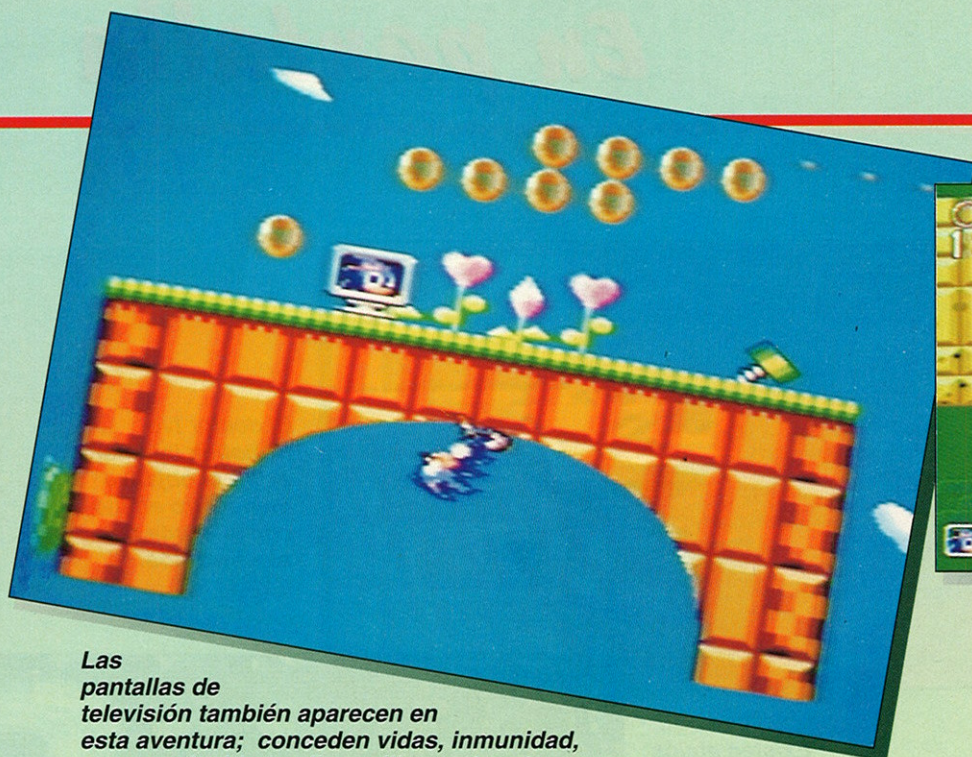 Las
pantallas de
televisión también aparecen en
esta aventura; conceden vidas, inmunidad,